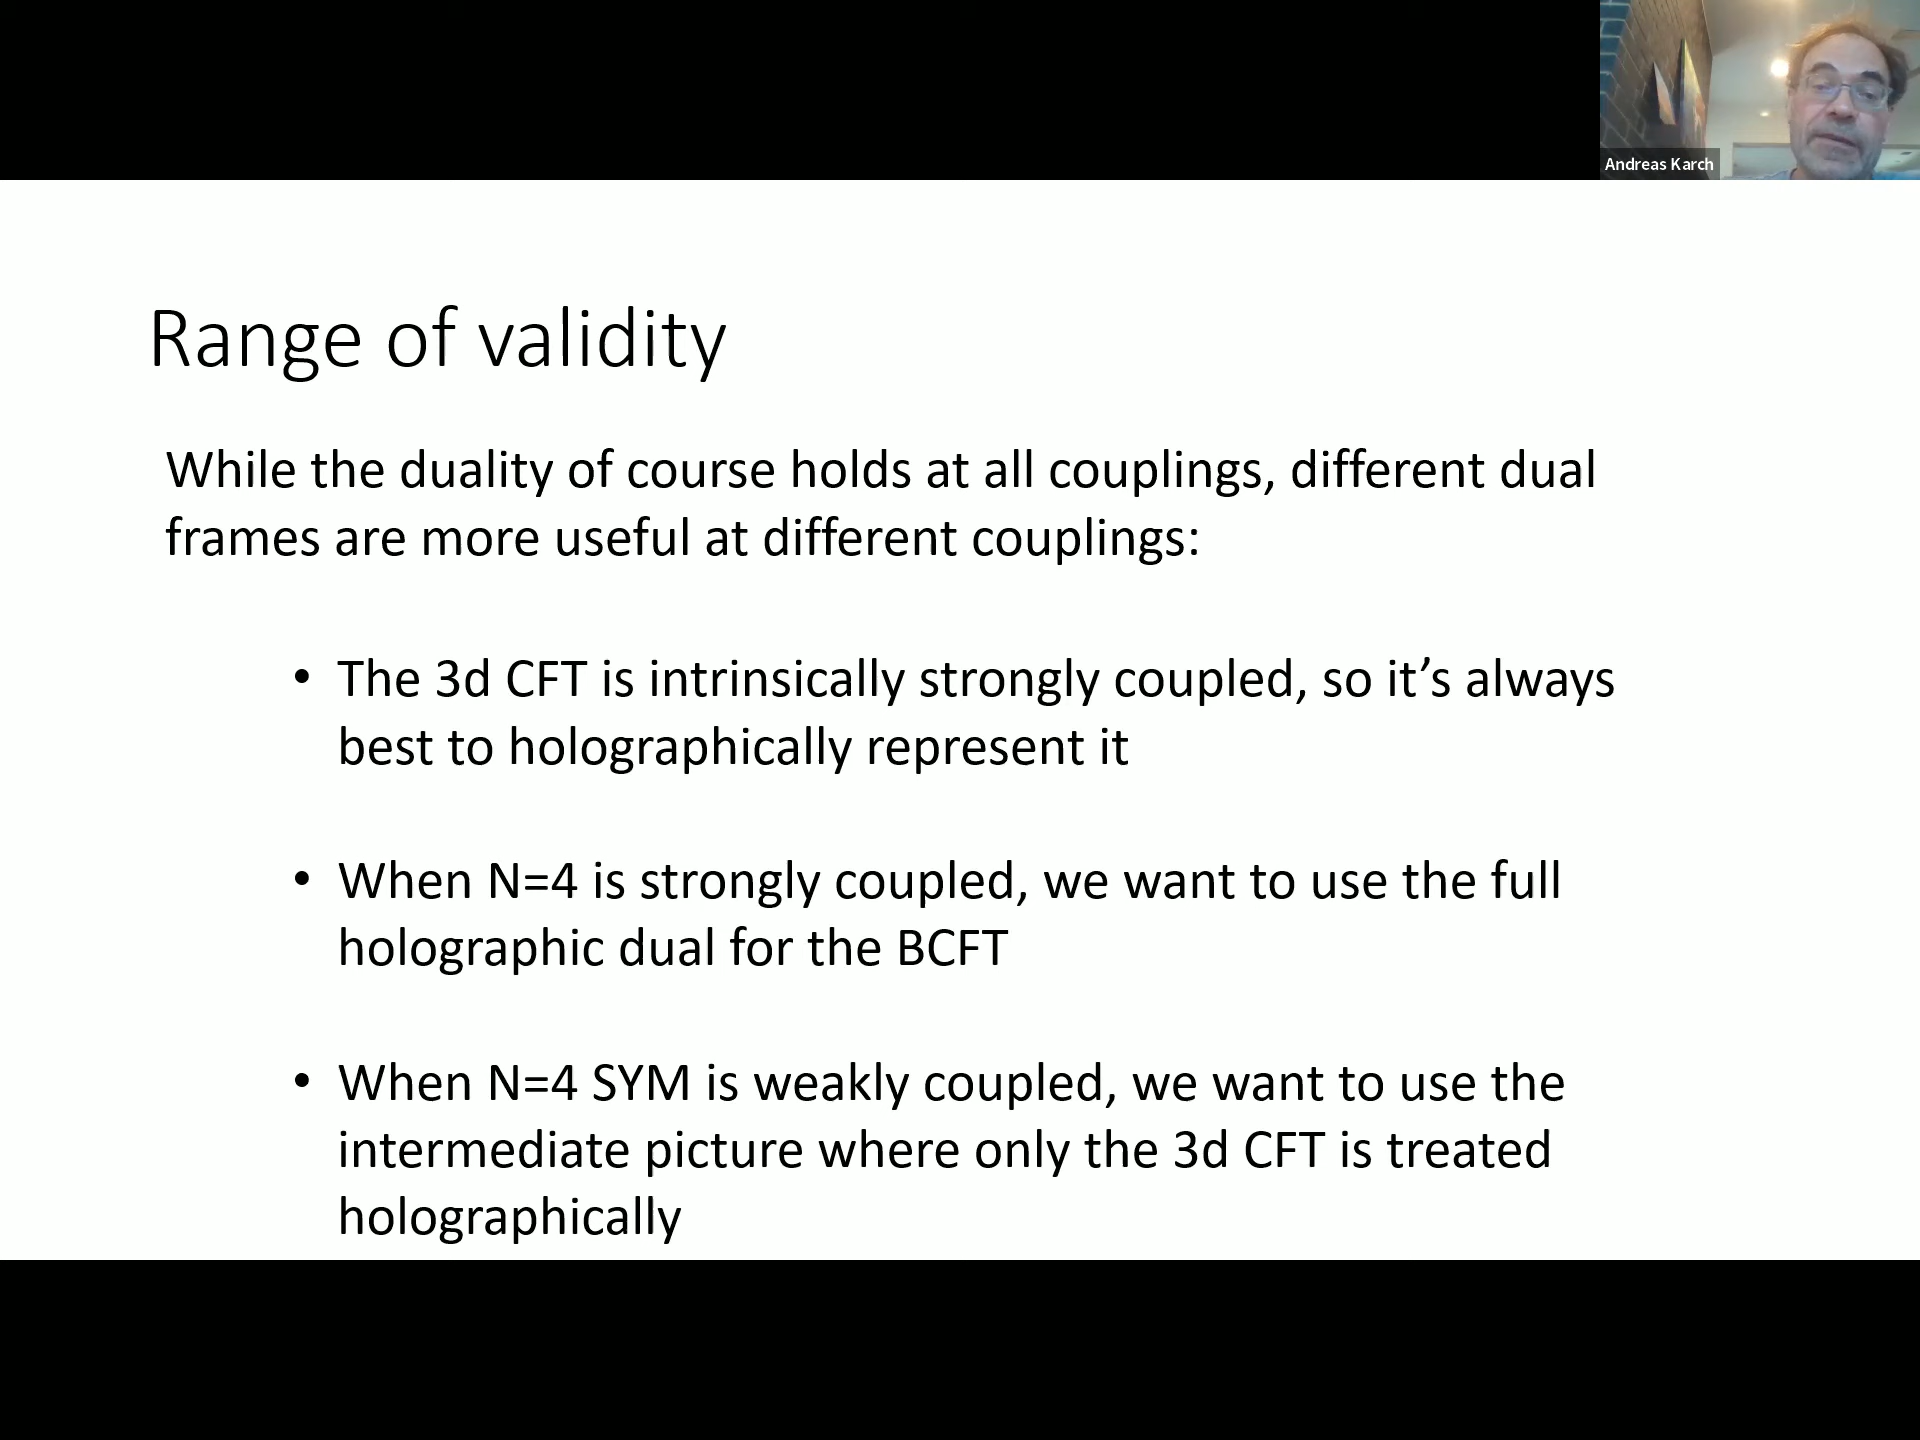 Andreas Karch
Range of validity
While the duality of course holds at all couplings, different dual
frames are more useful at different couplings:
• The 3d CFT is intrinsically strongly coupled, so it’s always
best to holographically represent it
• When N=4 is strongly coupled, we want to use the full
holographic dual for the BCFT
• When N=4 SYM is weakly coupled, we want to use the
intermediate picture where only the 3d CFT is treated
holographically